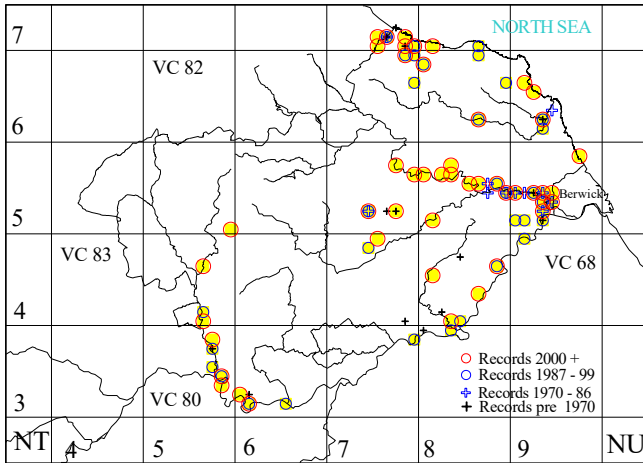 7
NORTH SEA
VC 82
6
Berwick
5
VC 83
VC 68
4
Records 2000 +
Records 1987 - 99
Records 1970 - 86
VC 80
Records pre 1970
3
NT 4 5 6 7 8 9 NU